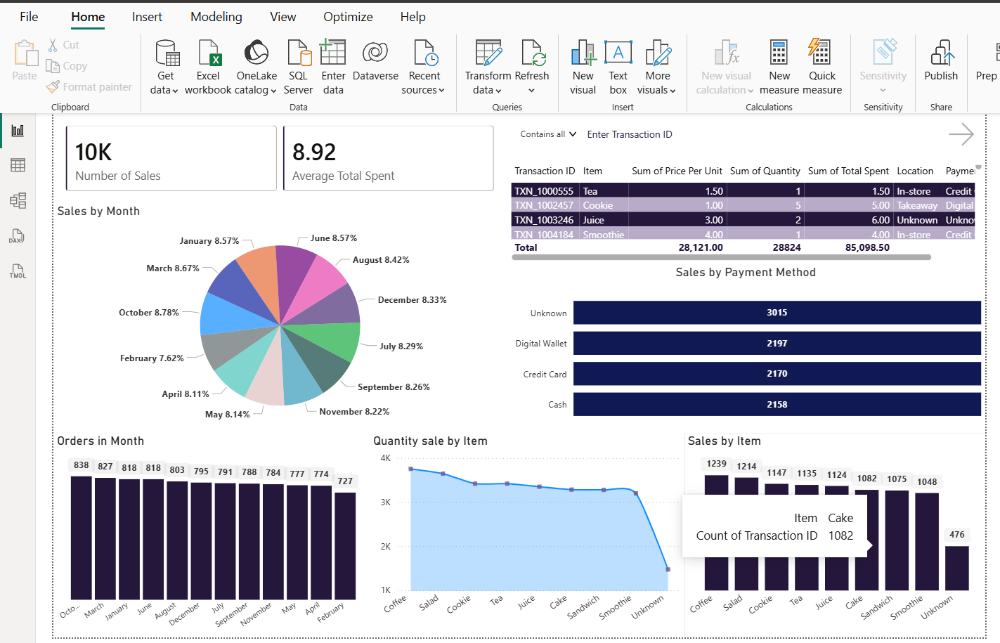 File Home Insert Modeling View Optimize Help
Paste
Cut
Copy
Format painter
Clipboard
Get data
Excel workbook
OneLake catalog
SQL Server
Enter data
Dataverse
Recent sources
Data
Transform data
Refresh
Queries
New visual
Text box
More visuals
Insert
New visual calculation
New measure
Quick measure
Calculations
Sensitivity
Sensitivity
Publish
Share
Prep
DAX
TMDL
10K
Number of Sales
8.92
Average Total Spent
Contains all Enter Transaction ID
Transaction ID Item Sum of Price Per Unit Sum of Quantity Sum of Total Spent Location Payme
TXN_1000555 Tea 1.50 1 1.50 In-store Credit
TXN_1002457 Cookie 1.00 5 5.00 Takeaway Digital
TXN_1003246 Juice 3.00 2 6.00 Unknown Unkno
TXN_1004184 Smoothie 4.00 1 4.00 In-store Credit
Total 28,121.00 28824 85,098.50
Sales by Month
January 8.57%
June 8.57%
March 8.67%
August 8.42%
October 8.78%
December 8.33%
February 7.62%
July 8.29%
April 8.11%
September 8.26%
May 8.14%
November 8.22%
Sales by Payment Method
Unknown 3015
Digital Wallet 2197
Credit Card 2170
Cash 2158
Orders in Month
838 827 818 818 803 795 791 788 784 777 774 727
Octo... March January June August December July September November May April February
Quantity sale by Item
4K
3K
2K
1K
Coffee Salad Cookie Tea Juice Cake Sandwich Smoothie Unknown
Sales by Item
1239 1214 1147 1135 1124 1082 1075 1048 476
Item Cake
Count of Transaction ID 1082
Coffee Salad Cookie Tea Juice Cake Sandwich Smoothie Unknown